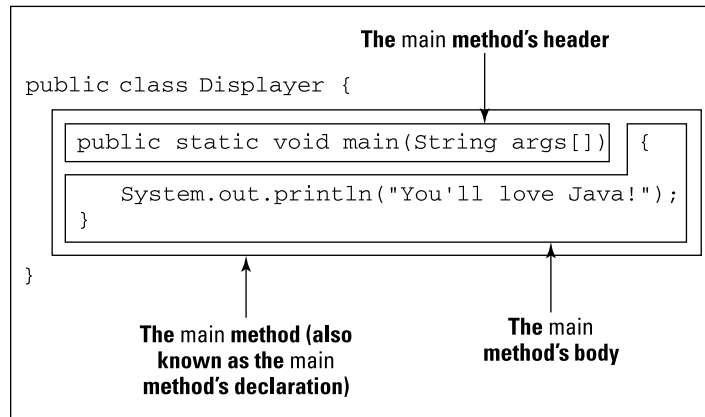 The main method's header
public class Displayer {
public static void main(String args[]) {
System.out.println("You'll love Java!");
}
}
The main method (also
known as the main
method's declaration)
The main
method's body